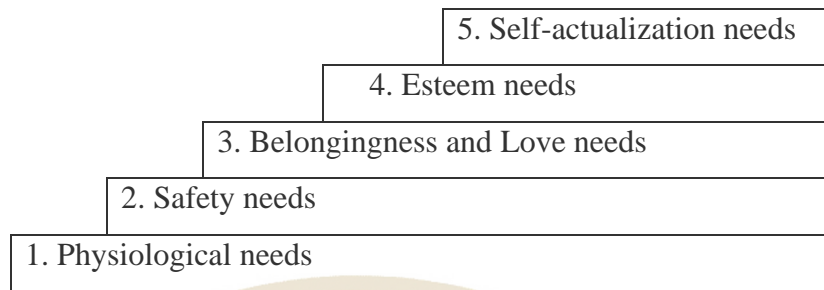 5. Self-actualization needs
4. Esteem needs
3. Belongingness and Love needs
2. Safety needs
1. Physiological needs